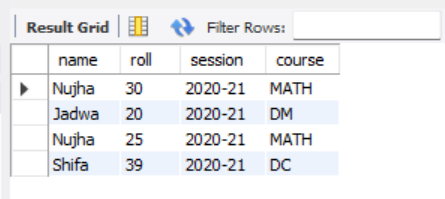 Result Grid Filter Rows:
name roll session course
Nujha 30 2020-21 MATH
Jadwa 20 2020-21 DM
Nujha 25 2020-21 MATH
Shifa 39 2020-21 DC